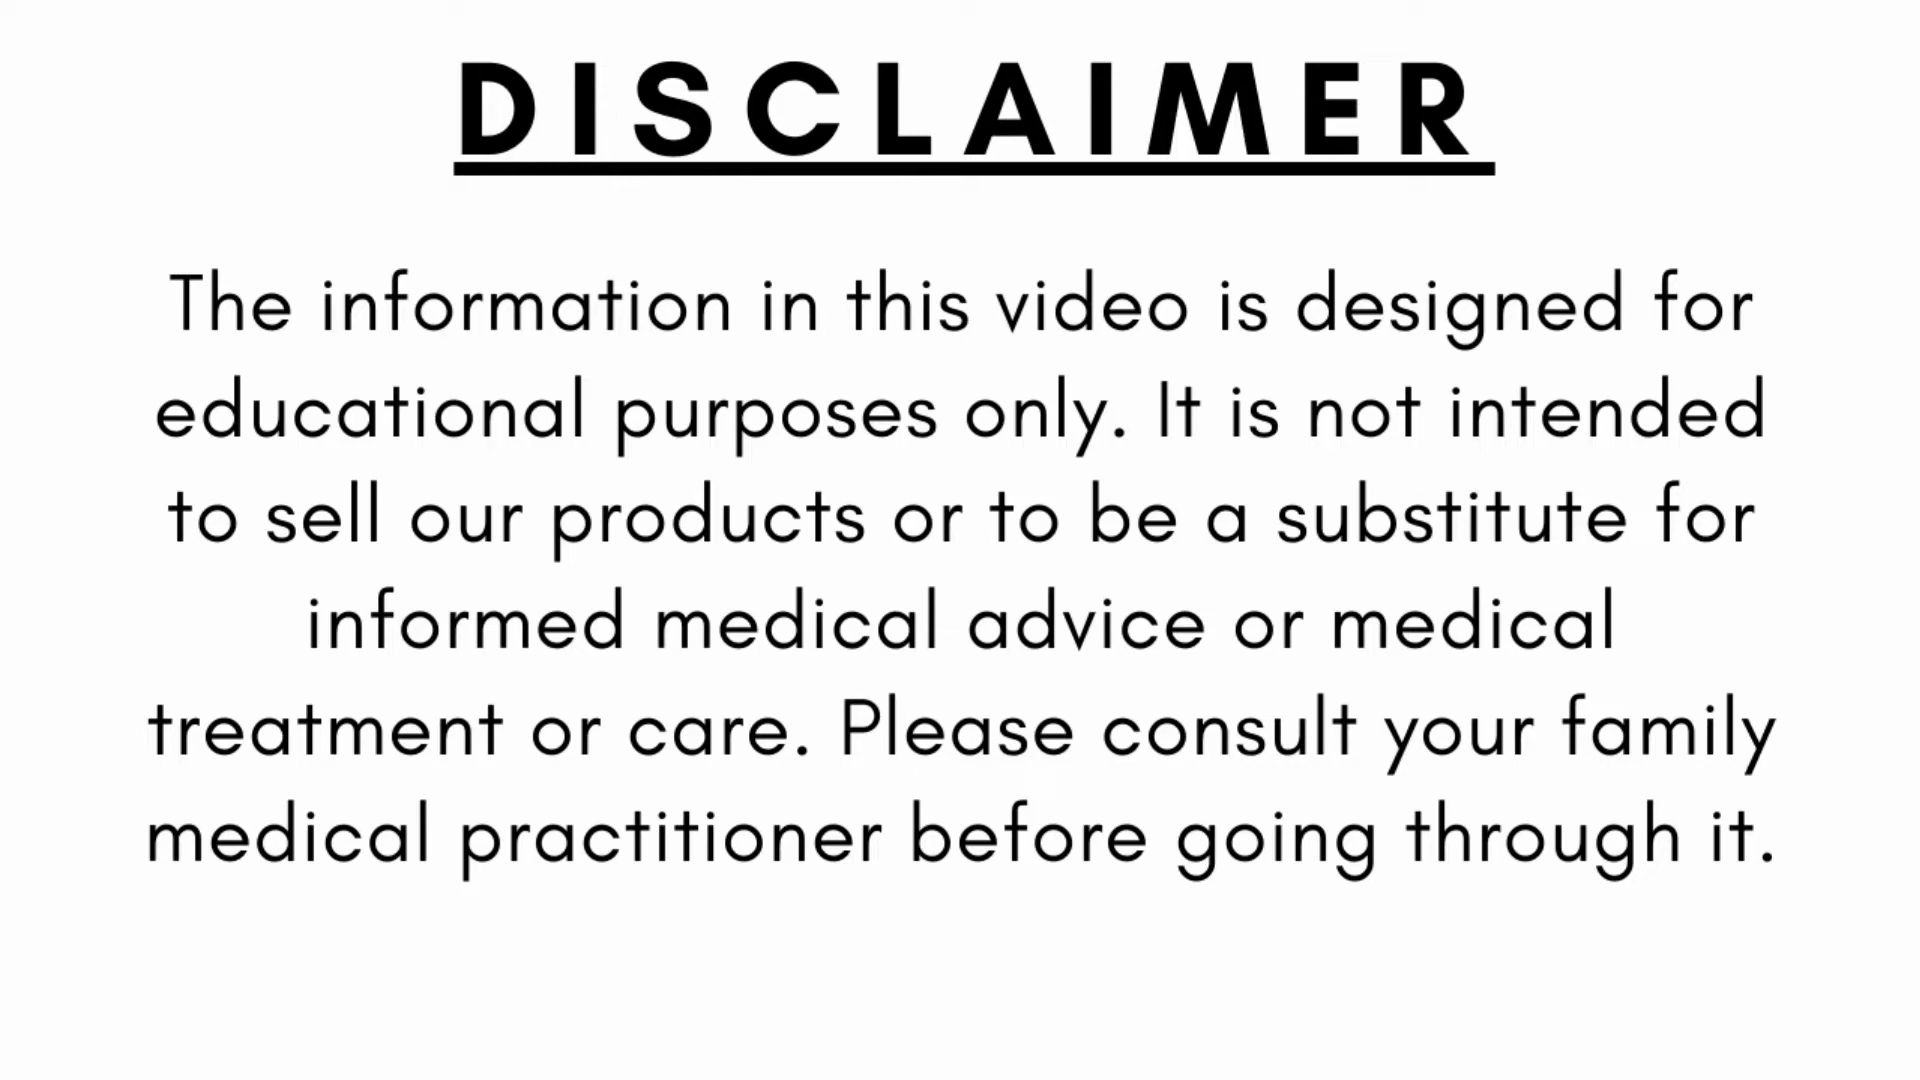 DISCLAIMER
The information in this video is designed for
educational purposes only. It is not intended
to sell our products or to be a substitute for
informed medical advice or medical
treatment or care. Please consult your family
medical practitioner before going through it.